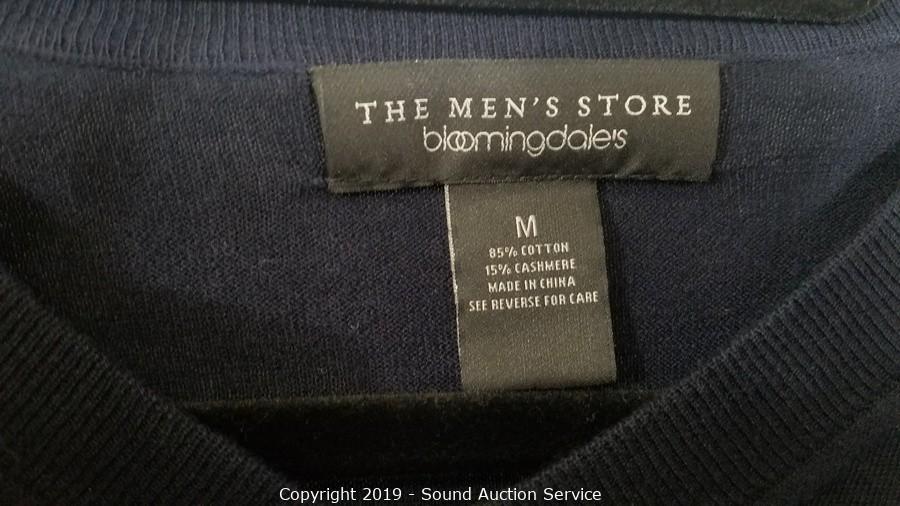 THE MEN'S STORE
bloomingdale's
M
85% COTTON
15% CASHMERE
MADE IN CHINA
SEE REVERSE FOR CARE
Copyright 2019 - Sound Auction Service